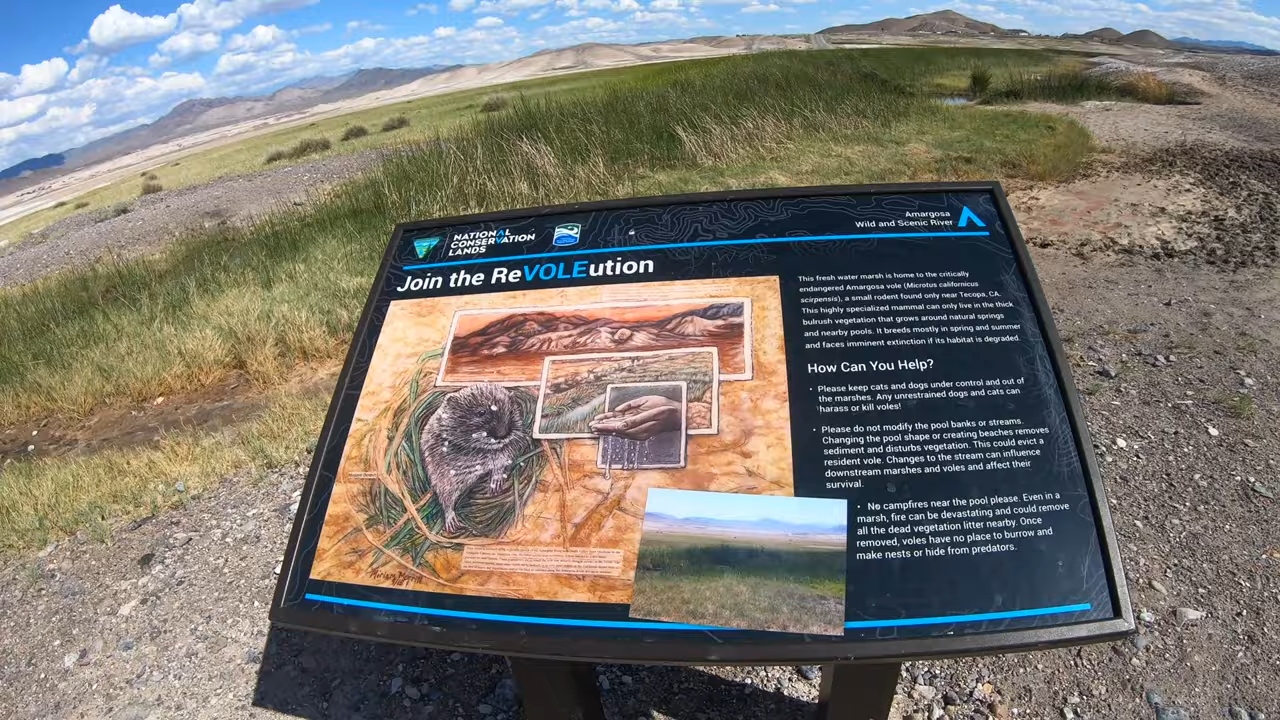 NATIONAL
CONSERVATION
LANDS
Amargosa
Wild and Scenic River
Join the ReVOLEution
This fresh water marsh is home to the critically
endangered Amargosa vole (Microtus californicus
scirpensis), a small rodent found only near Tecopa, CA.
This highly specialized mammal can only live in the thick
bulrush vegetation that grows around natural springs
and nearby pools. It breeds mostly in spring and summer
and faces imminent extinction if its habitat is degraded.
How Can You Help?
• Please keep cats and dogs under control and out of
the marshes. Any unrestrained dogs and cats can
harass or kill voles!
• Please do not modify the pool banks or streams.
Changing the pool shape or creating beaches removes
sediment and disturbs vegetation. This could evict a
resident vole. Changes to the stream can influence
downstream marshes and voles and affect their
survival.
• No campfires near the pool please. Even in a
marsh, fire can be devastating and could remove
all the dead vegetation litter nearby. Once
removed, voles have no place to burrow and
make nests or hide from predators.